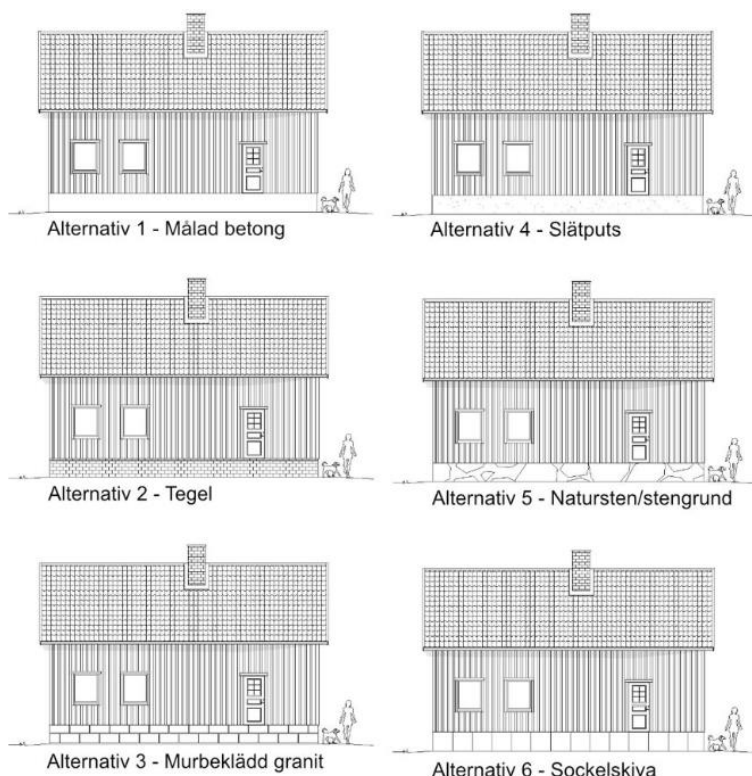 Alternativ 1 - Målad betong
Alternativ 4 - Slätputs
Alternativ 2 - Tegel
Alternativ 5 - Natursten/stengrund
Alternativ 3 - Murbeklädd granit
Alternativ 6 - Sockelskiva